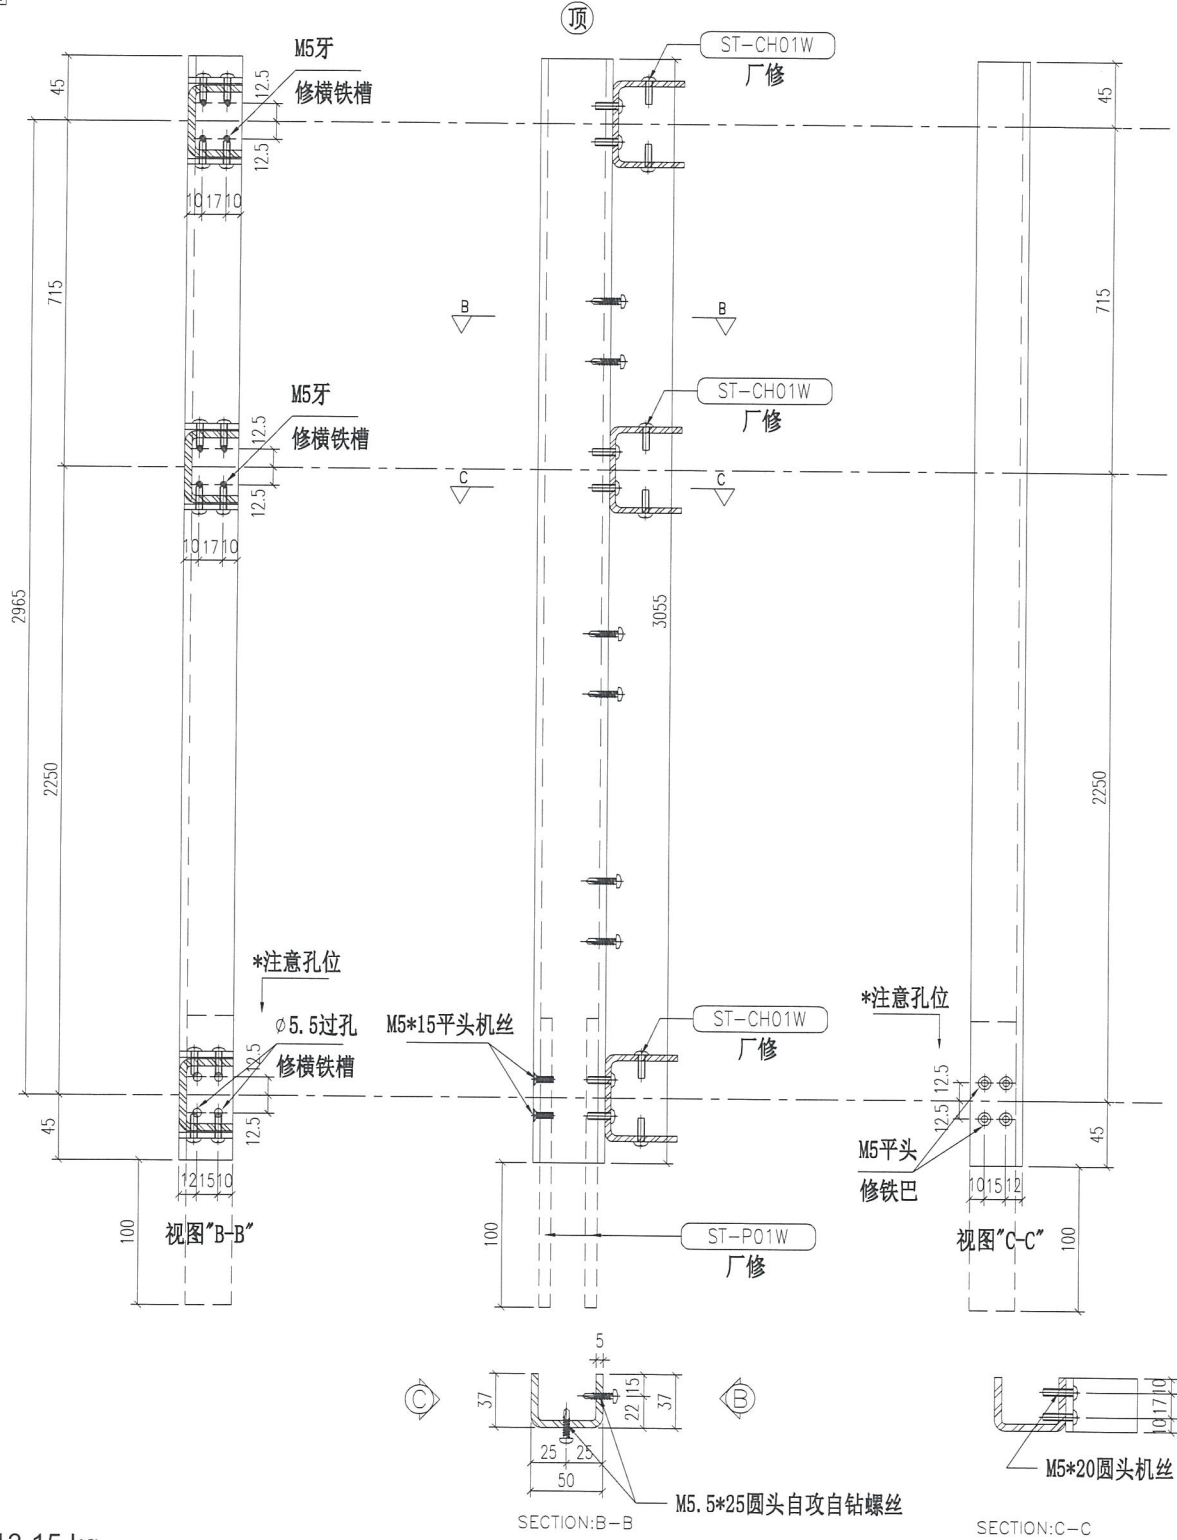 顶
M5牙
修横铁槽
45
12.5
12.5
10 17 10
ST-CH01W
厂修
45
715
B
B
715
M5牙
修横铁槽
12.5
12.5
10 17 10
ST-CH01W
厂修
C
C
2965
3055
2250
2250
*注意孔位
ø5.5过孔
修横铁槽
12.5
12.5
45
12 15 10
100
视图"B-B"
M5*15平头机丝
ST-CH01W
厂修
100
ST-P01W
厂修
*注意孔位
12.5
12.5
M5平头
修铁巴
45
10 15 12
100
视图"C-C"
C
37
5
15
22
37
25 25
50
B
M5.5*25圆头自攻自钻螺丝
SECTION:B-B
10
17
10
M5*20圆头机丝
SECTION:C-C